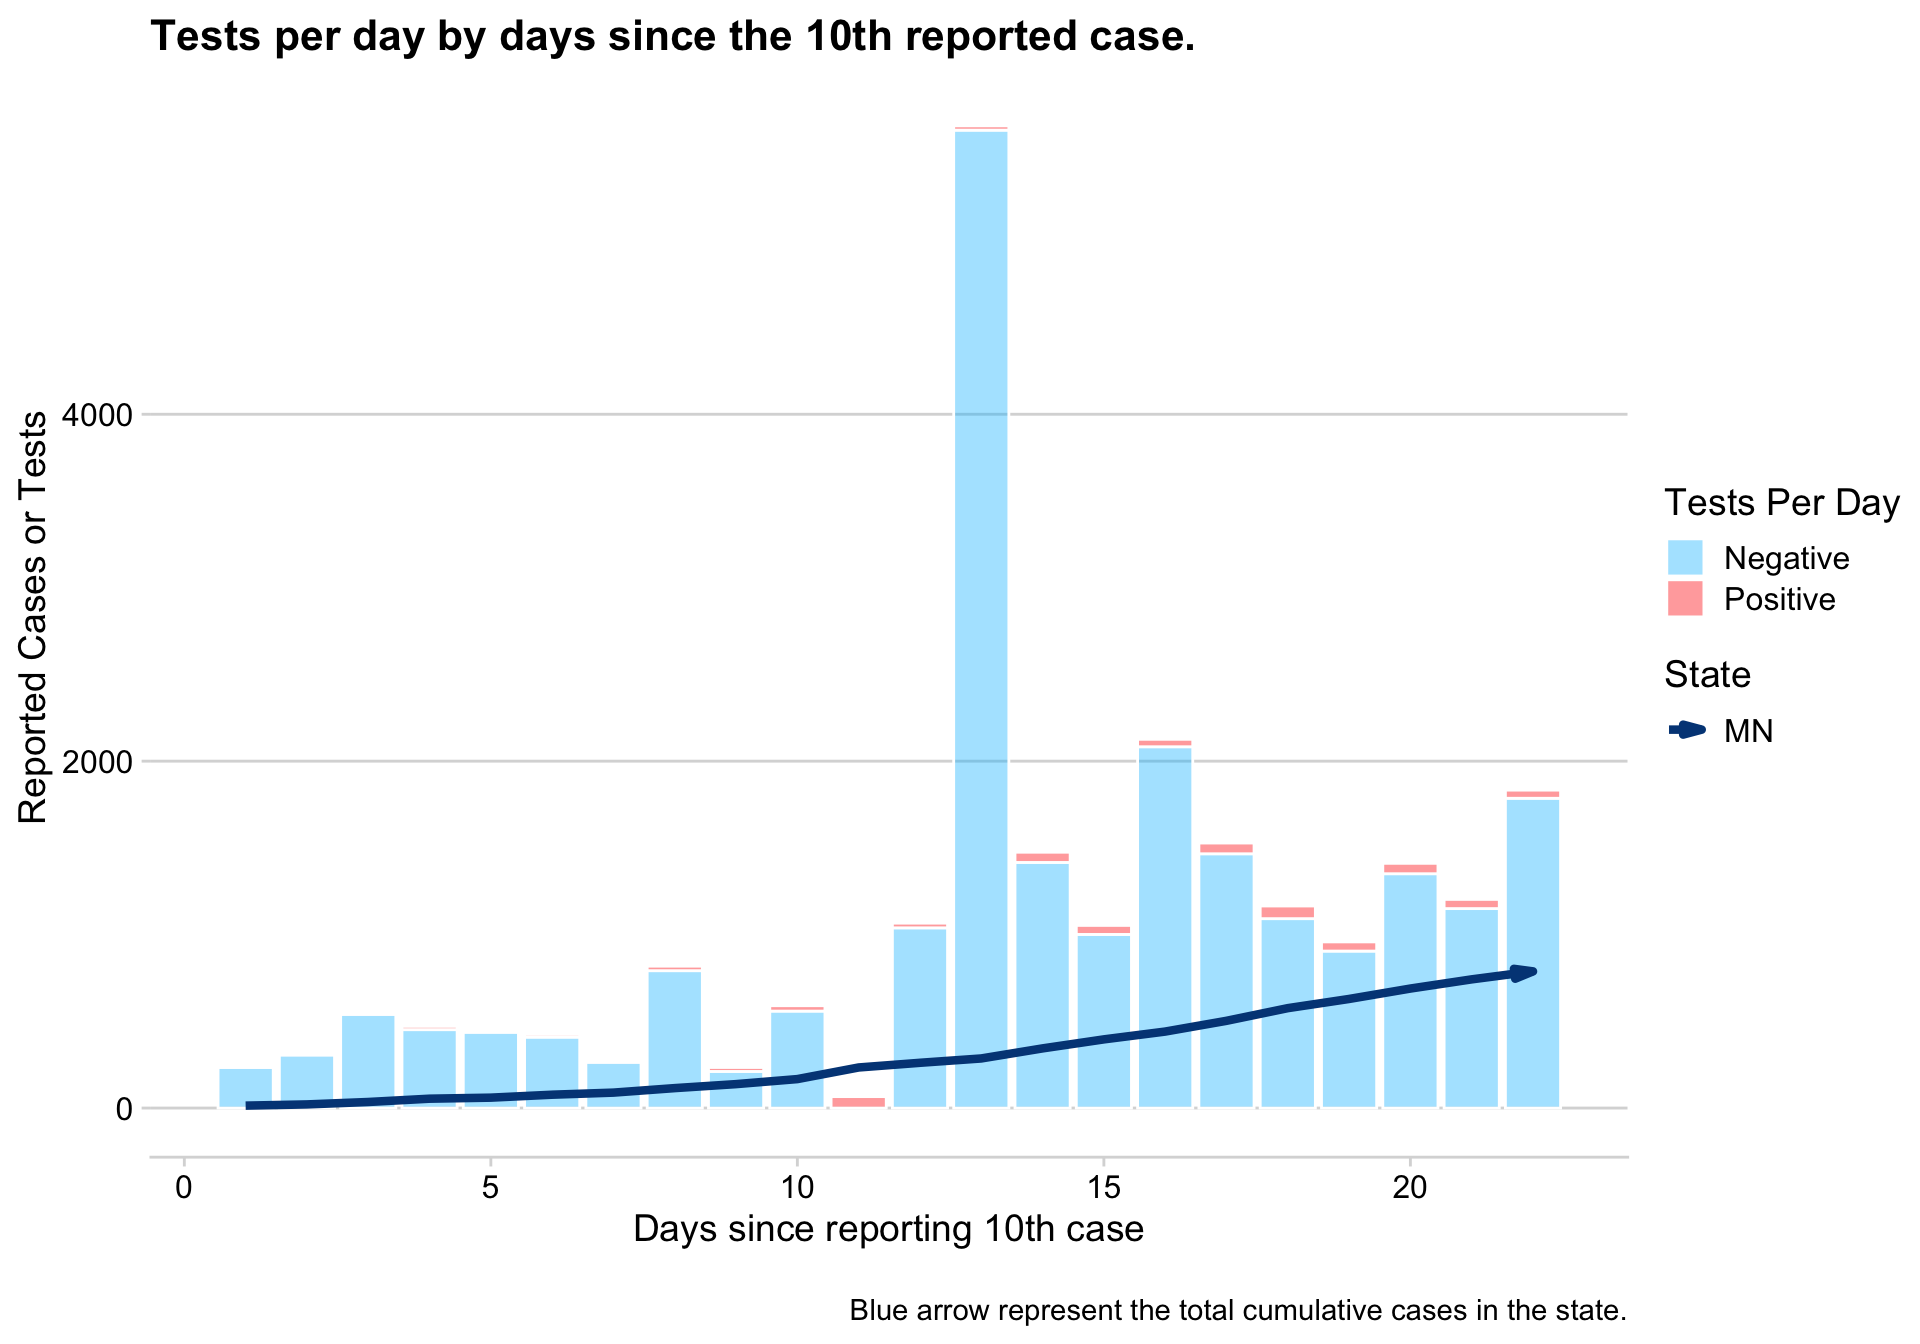 Tests per day by days since the 10th reported case.
Reported Cases or Tests
4000
2000
0
0 5 10 15 20
Days since reporting 10th case
Tests Per Day
Negative
Positive
State
MN
Blue arrow represent the total cumulative cases in the state.